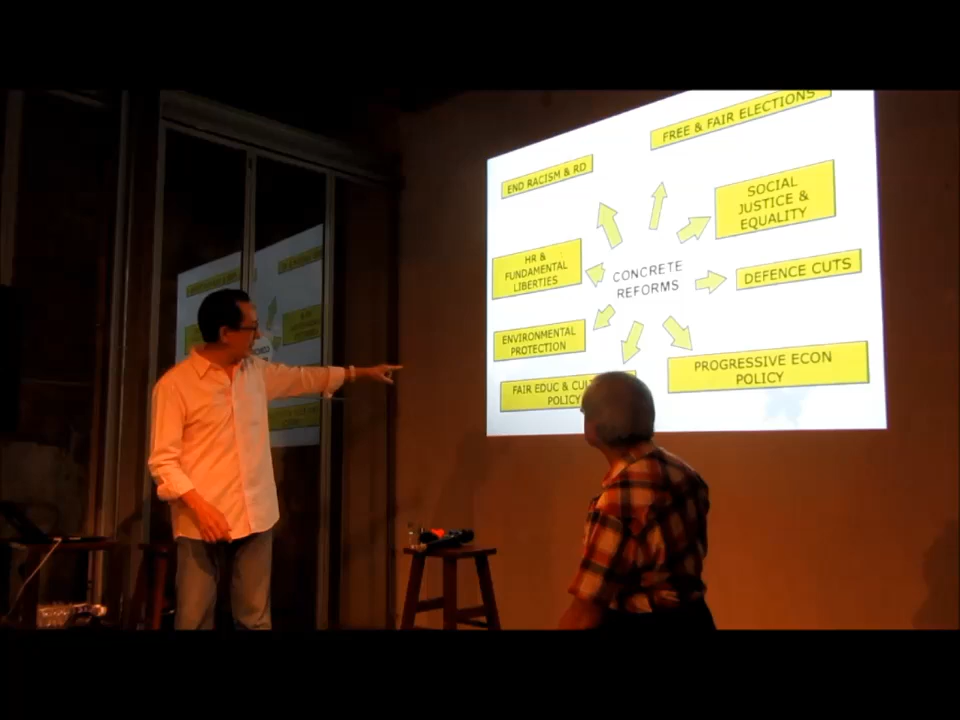 FREE & FAIR ELECTIONS
END RACISM & RD
SOCIAL
JUSTICE &
EQUALITY
HR &
FUNDAMENTAL
LIBERTIES
CONCRETE
REFORMS
DEFENCE CUTS
ENVIRONMENTAL
PROTECTION
PROGRESSIVE ECON
POLICY
FAIR EDUC & CUL
POLICY